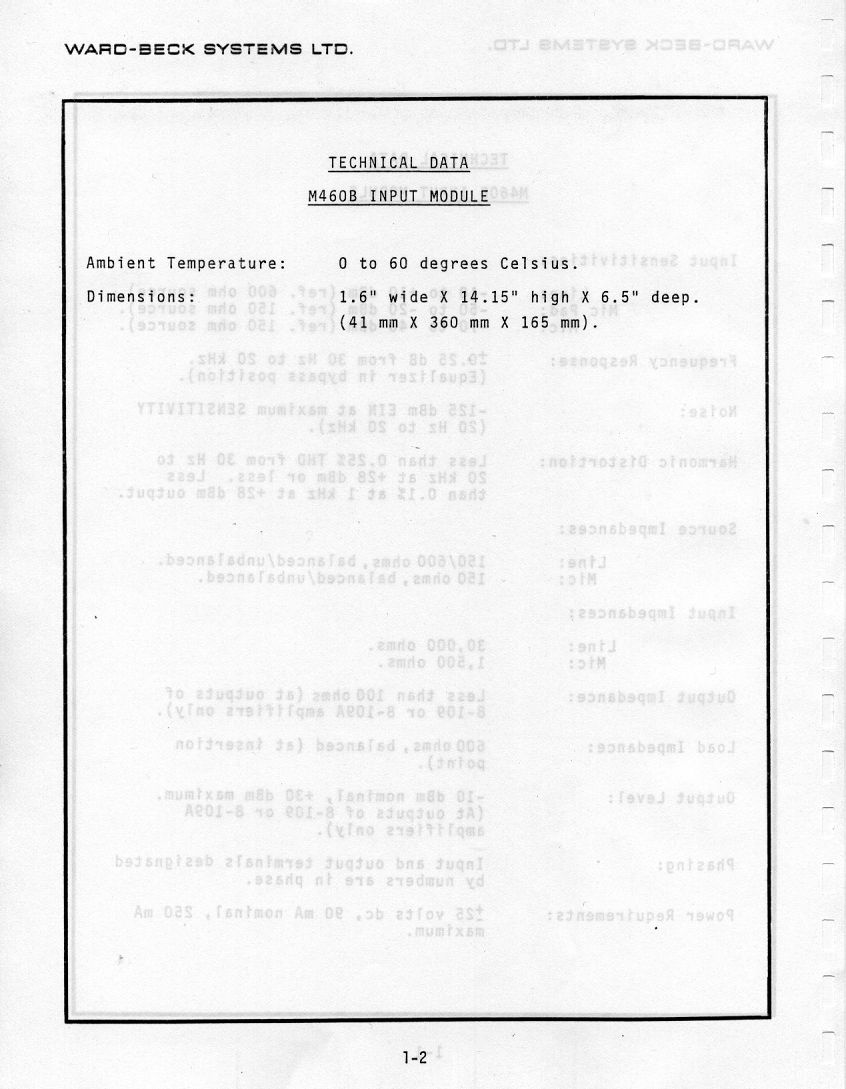 WARD-BECK SYSTEMS LTD.
TECHNICAL DATA
M460B INPUT MODULE
Ambient Temperature: 0 to 60 degrees Celsius.
Dimensions: 1.6" wide X 14.15" high X 6.5" deep.
(41 mm X 360 mm X 165 mm).
1-2